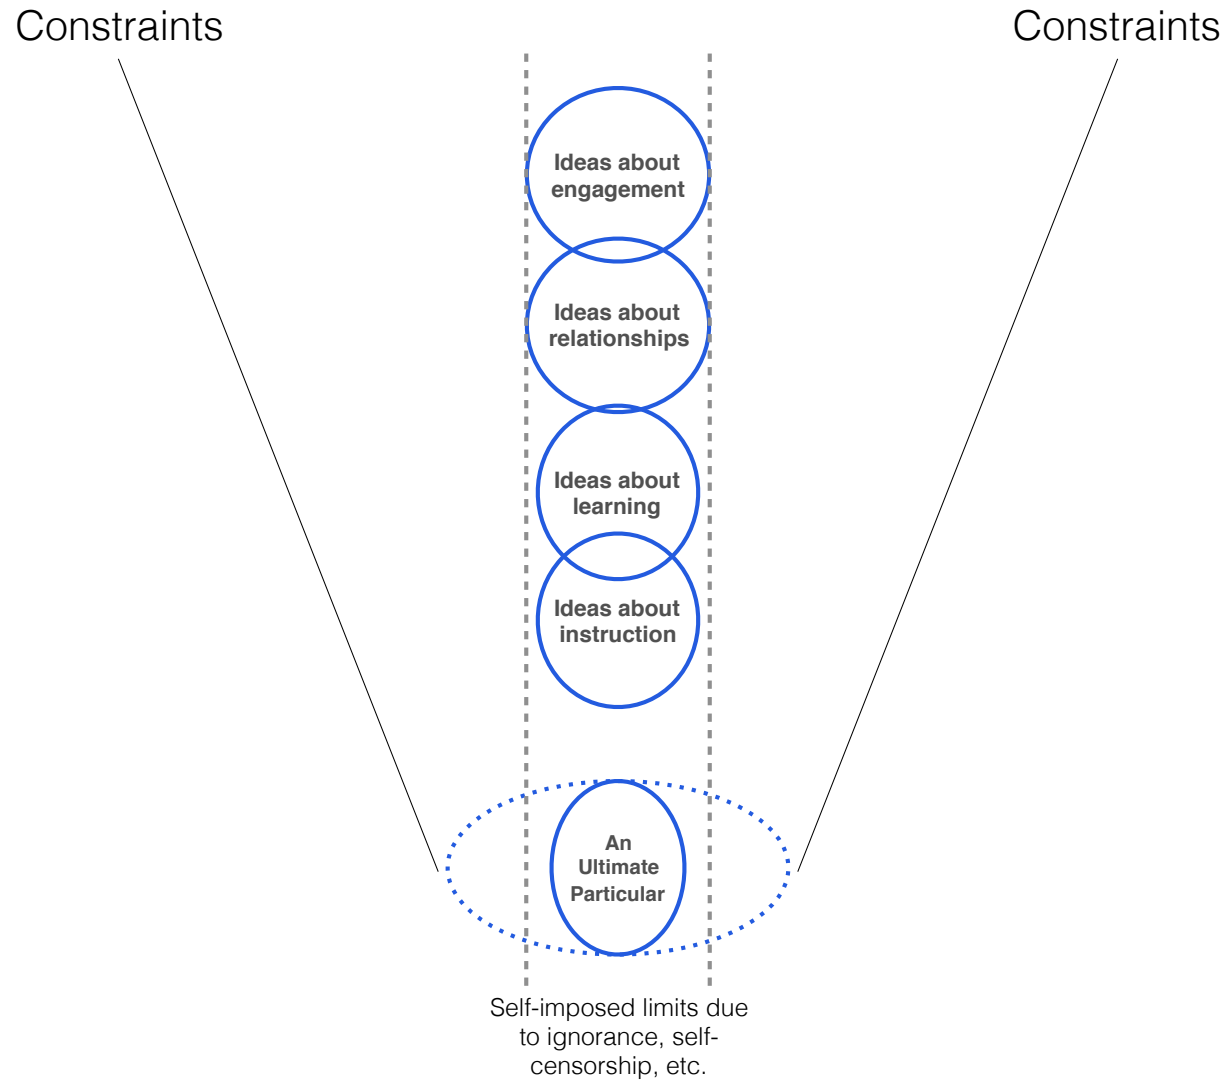 Constraints
Constraints
Ideas about
engagement
Ideas about
relationships
Ideas about
learning
Ideas about
instruction
An
Ultimate
Particular
Self-imposed limits due
to ignorance, self-
censorship, etc.